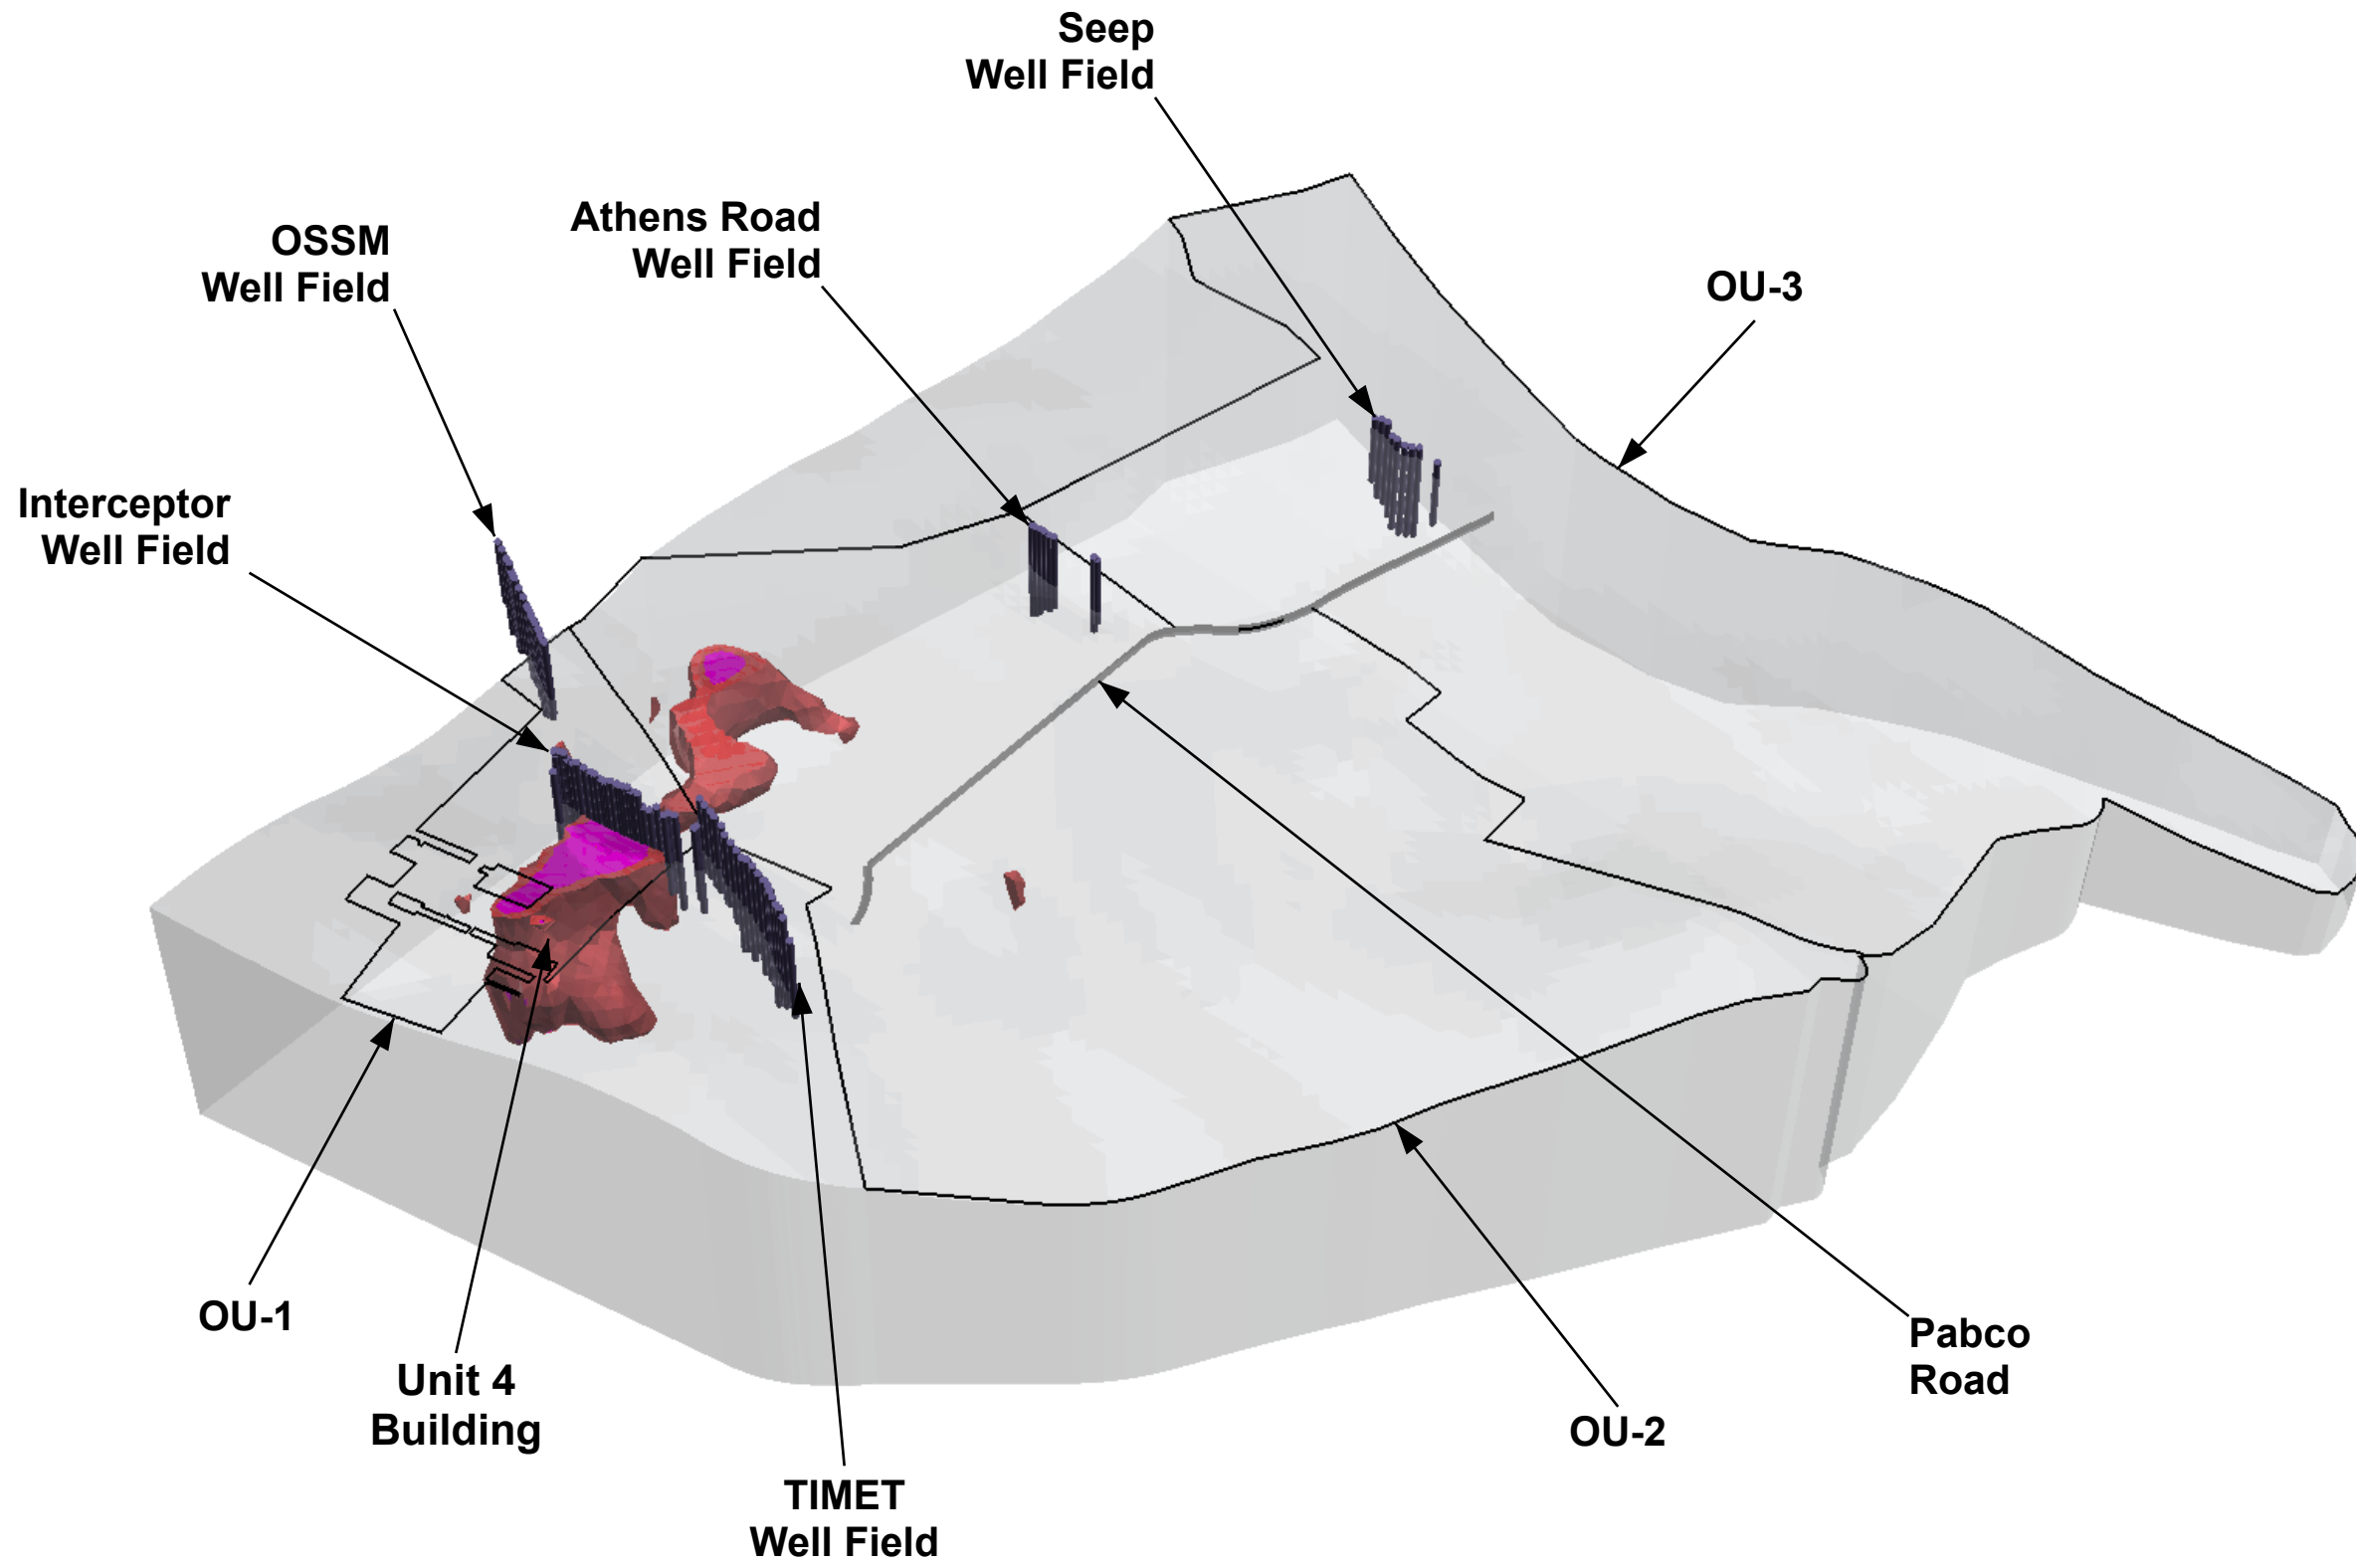 Seep
Well Field
Athens Road
Well Field
OSSM
Well Field
OU-3
Interceptor
Well Field
OU-1
Unit 4
Building
Pabco
Road
OU-2
TIMET
Well Field